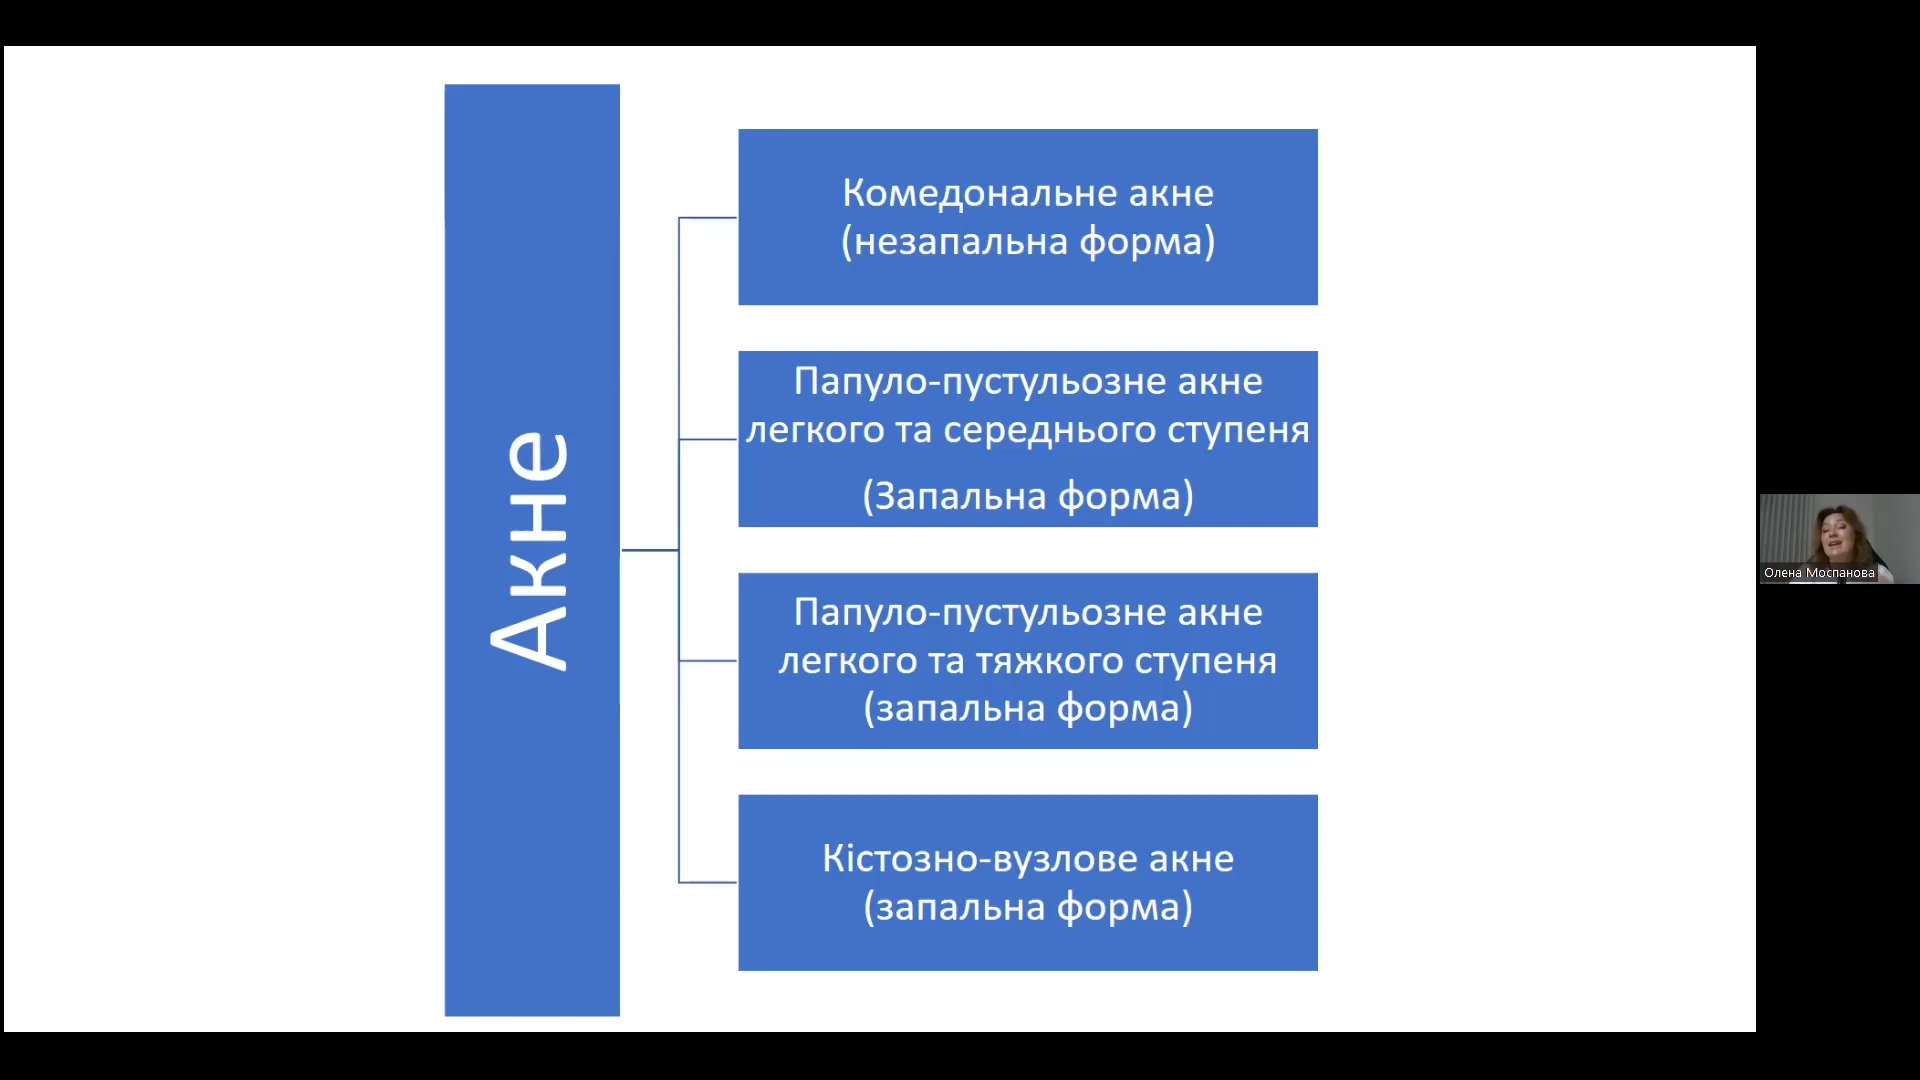 Акне
Комедональне акне
(незапальна форма)
Папуло-пустульозне акне
легкого та середнього ступеня
(Запальна форма)
Папуло-пустульозне акне
легкого та тяжкого ступеня
(запальна форма)
Кістозно-вузлове акне
(запальна форма)
Олена Моспанова